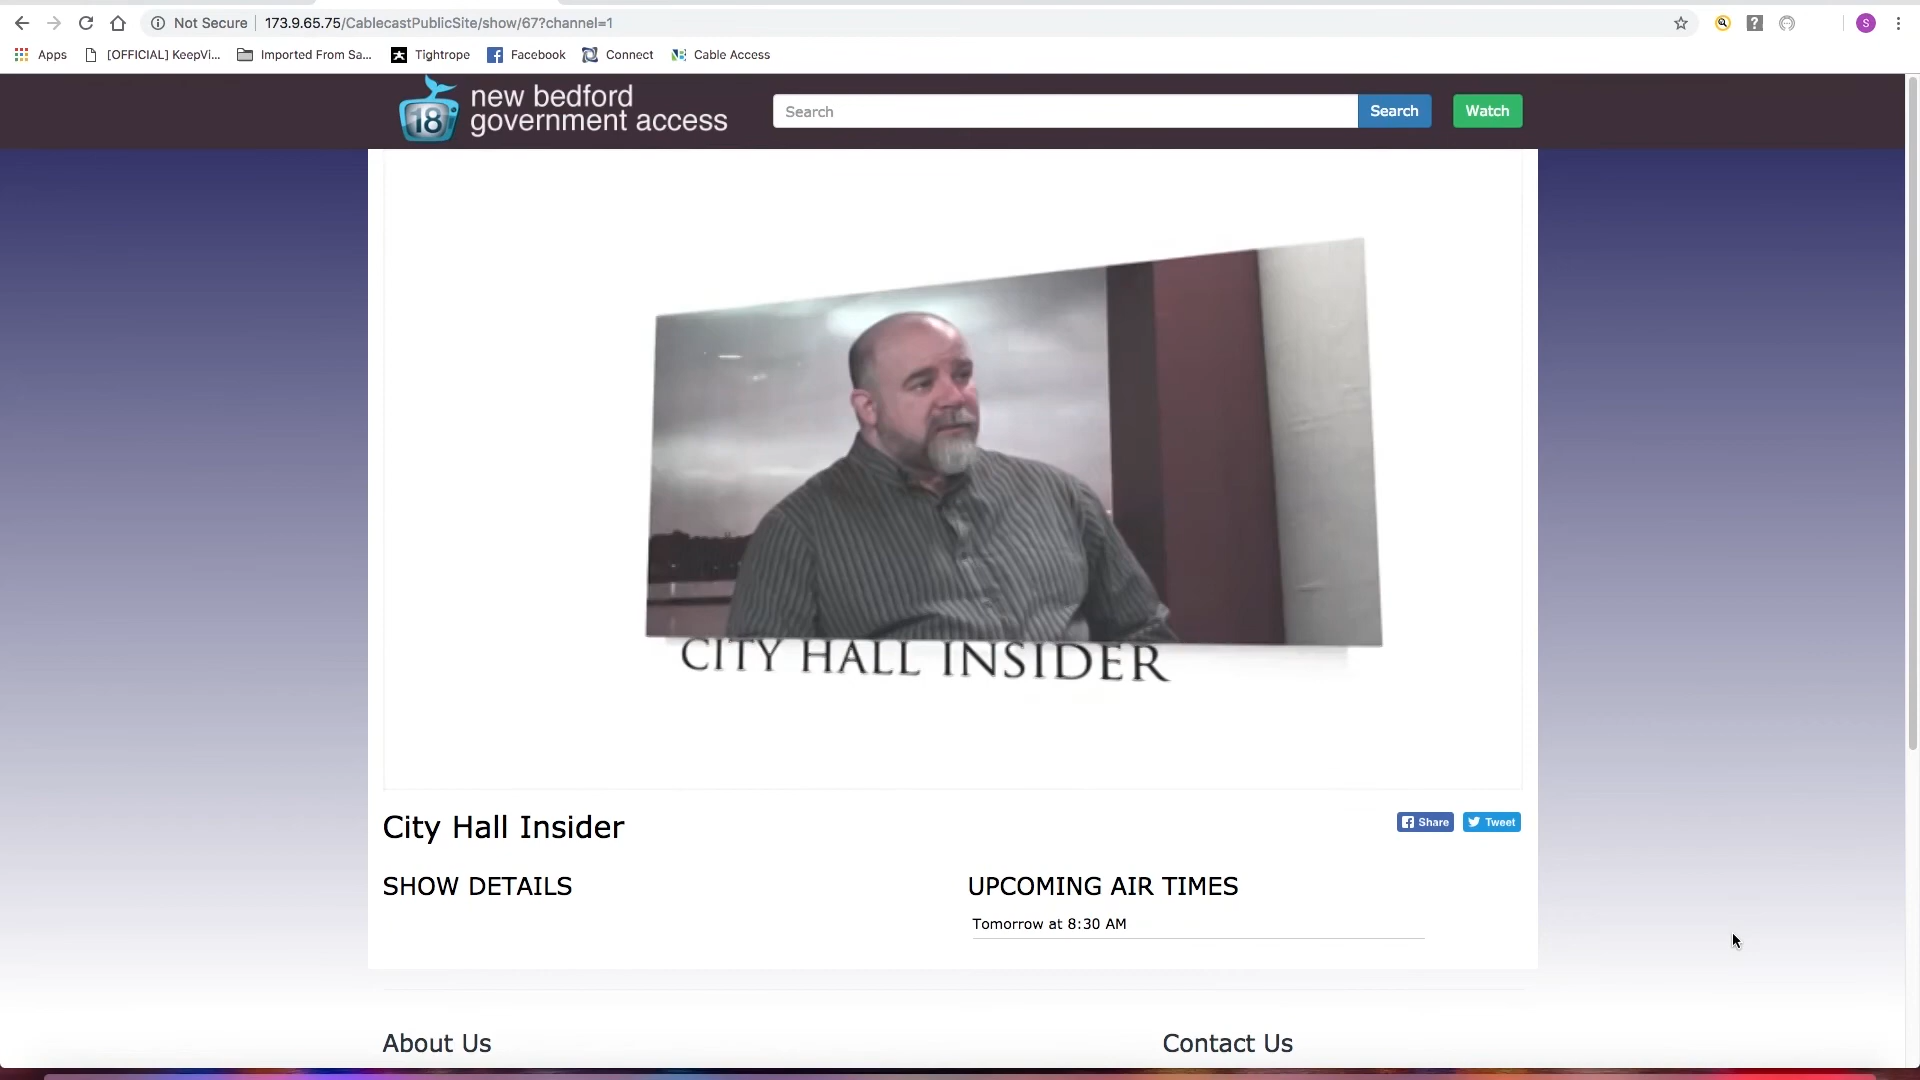 Not Secure 173.9.65.75/CablecastPublicSite/show/67?channel=1
S
Apps [OFFICIAL] KeepVi... Imported From Sa... Tightrope Facebook Connect Cable Access
18
new bedford
government access
Search
Search
Watch
CITY HALL INSIDER
City Hall Insider
Share
Tweet
SHOW DETAILS
UPCOMING AIR TIMES
Tomorrow at 8:30 AM
About Us
Contact Us